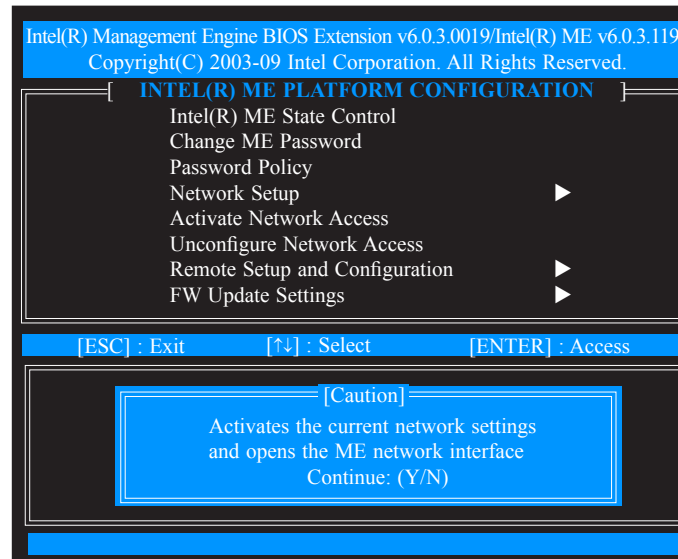 Intel(R) Management Engine BIOS Extension v6.0.3.0019/Intel(R) ME v6.0.3.119
Copyright(C) 2003-09 Intel Corporation. All Rights Reserved.
[ INTEL(R) ME PLATFORM CONFIGURATION ]
Intel(R) ME State Control
Change ME Password
Password Policy
Network Setup ▶
Activate Network Access
Unconfigure Network Access
Remote Setup and Configuration ▶
FW Update Settings ▶
[ESC] : Exit [↑↓] : Select [ENTER] : Access
[Caution]
Activates the current network settings
and opens the ME network interface
Continue: (Y/N)